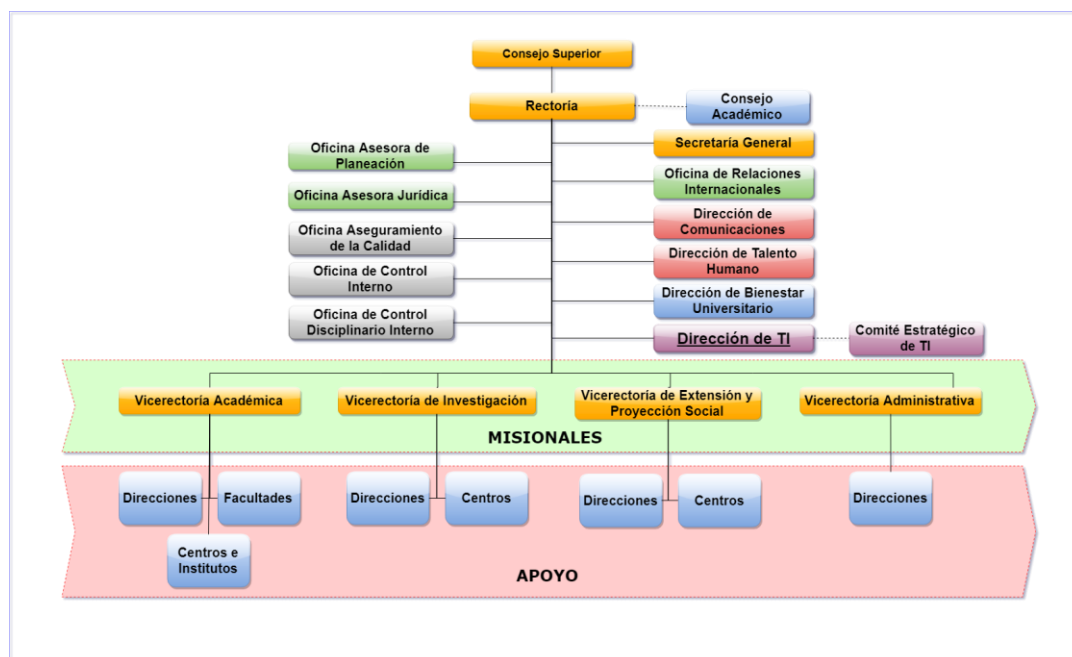 Consejo Superior
Rectoría
Consejo
Académico
Secretaría General
Oficina Asesora de
Planeación
Oficina de Relaciones
Internacionales
Oficina Asesora Jurídica
Dirección de
Comunicaciones
Oficina Aseguramiento
de la Calidad
Dirección de Talento
Humano
Oficina de Control
Interno
Dirección de Bienestar
Universitario
Oficina de Control
Disciplinario Interno
Dirección de TI
Comité Estratégico
de TI
Vicerectoría Académica
Vicerectoría de Investigación
Vicerectoría de Extensión y
Proyección Social
Vicerectoría Administrativa
MISIONALES
Direcciones
Facultades
Direcciones
Centros
Direcciones
Centros
Direcciones
Centros e
Institutos
APOYO